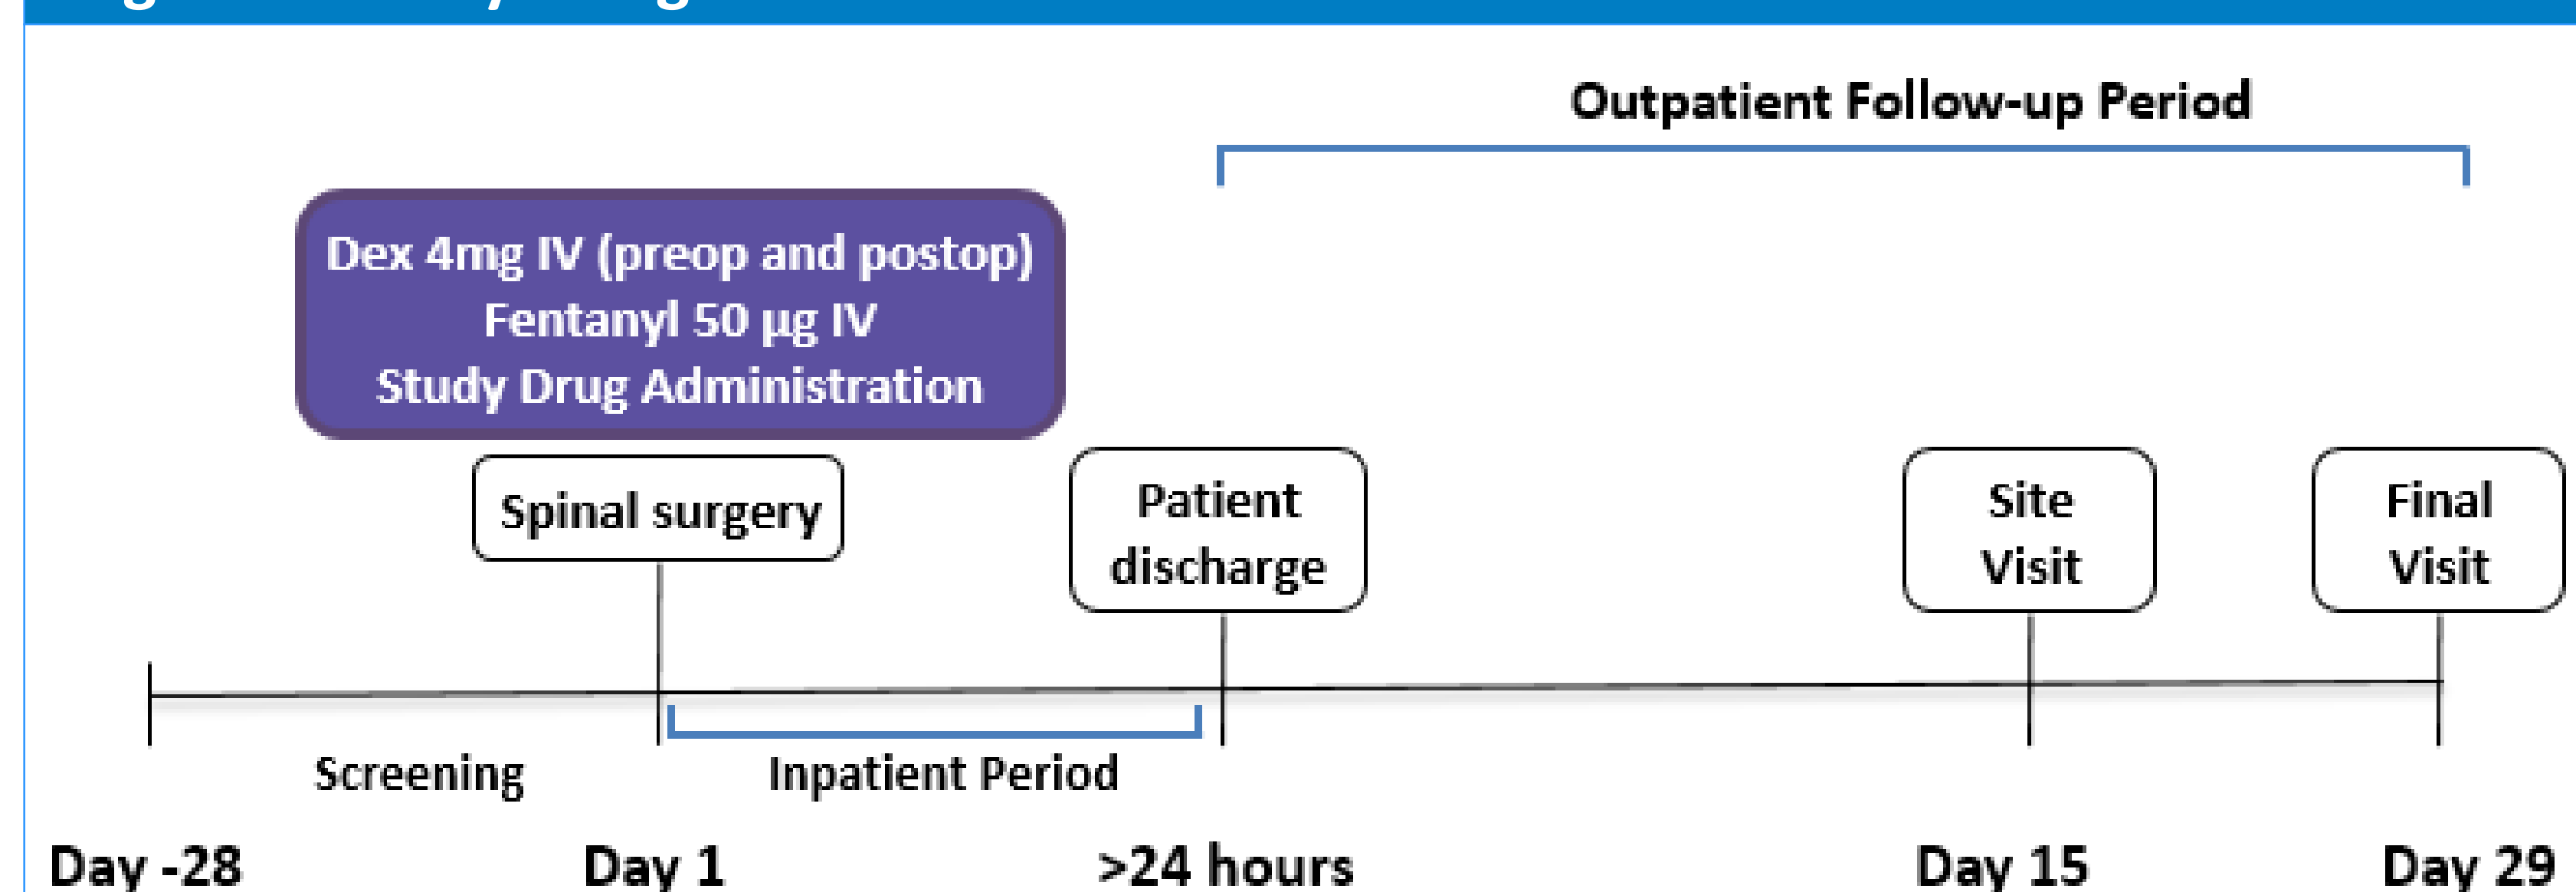 Outpatient Follow-up Period
Dex 4mg IV (preop and postop)
Fentanyl 50 µg IV
Study Drug Administration
Spinal surgery
Patient
discharge
Site
Visit
Final
Visit
Screening
Inpatient Period
Day -28
Day 1
>24 hours
Day 15
Day 29